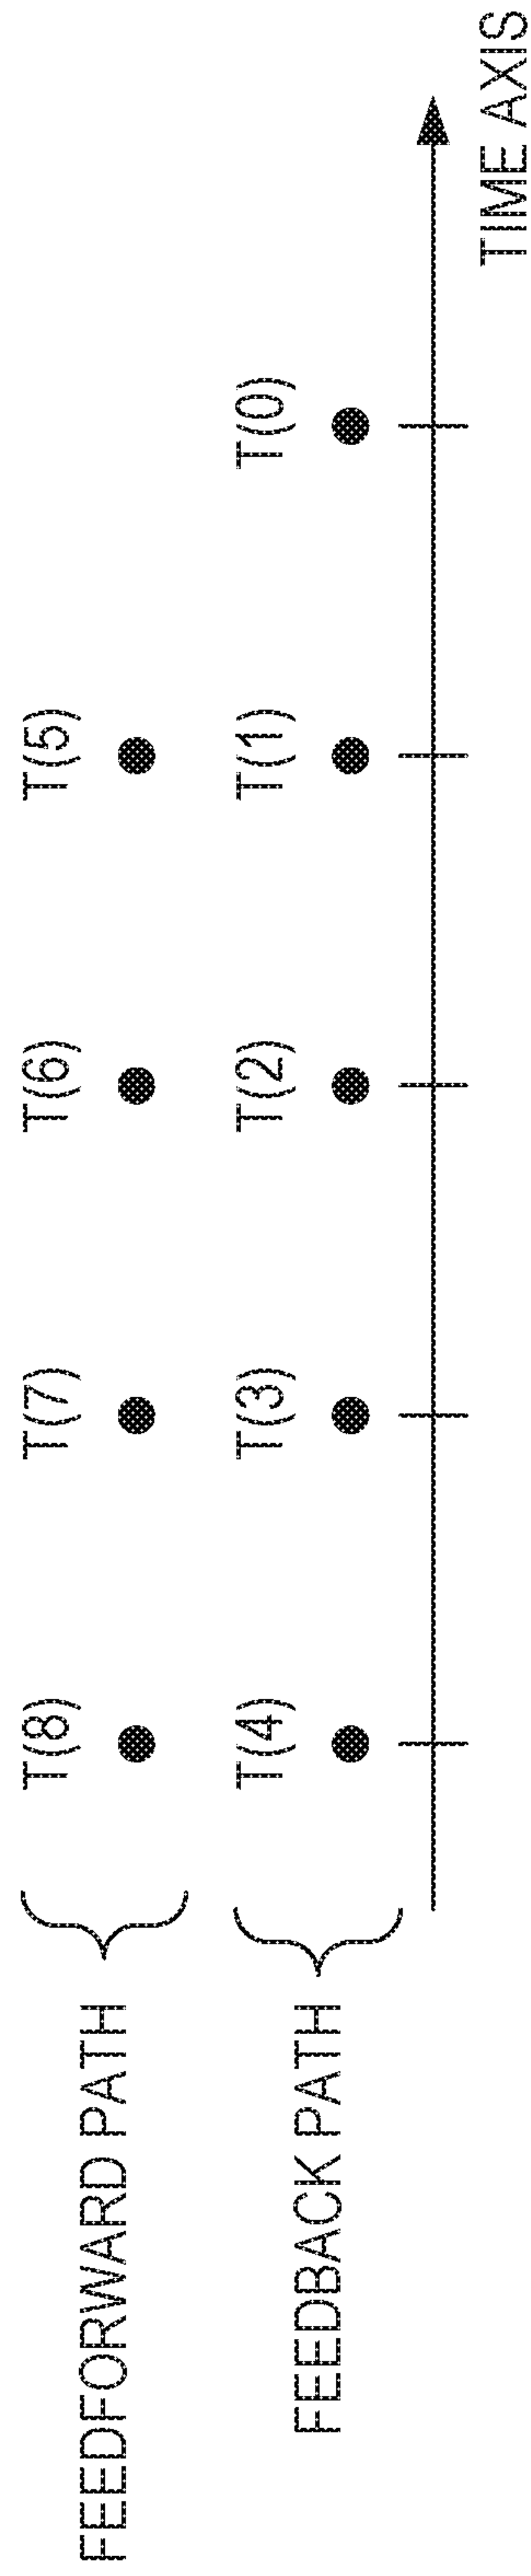 FEEDFORWARD PATH
T(8)
T(7)
T(6)
T(5)
FEEDBACK PATH
T(4)
T(3)
T(2)
T(1)
T(0)
TIME AXIS